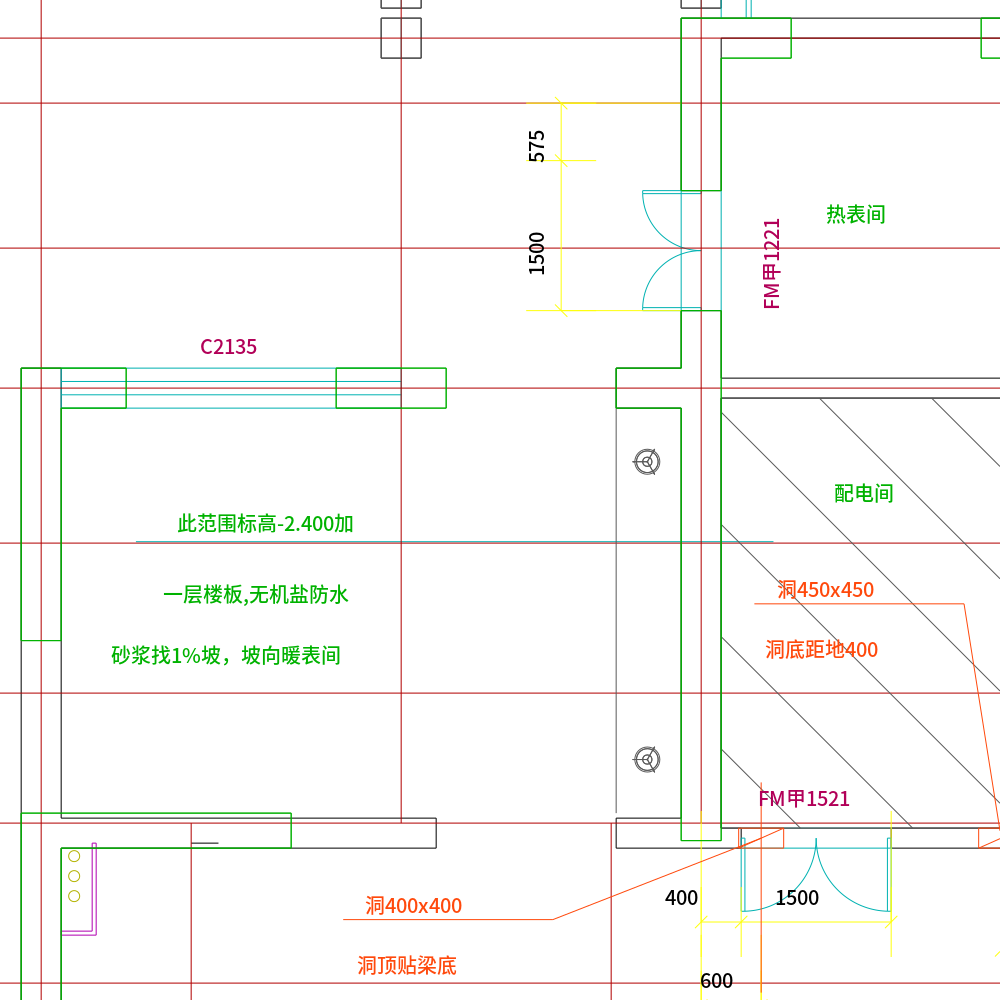 575
热表间
1500
FM甲1221
C2135
配电间
此范围标高-2.400加
一层楼板,无机盐防水
洞450x450
砂浆找1%坡，坡向暖表间
洞底距地400
FM甲1521
洞400x400
400
1500
洞顶贴梁底
600